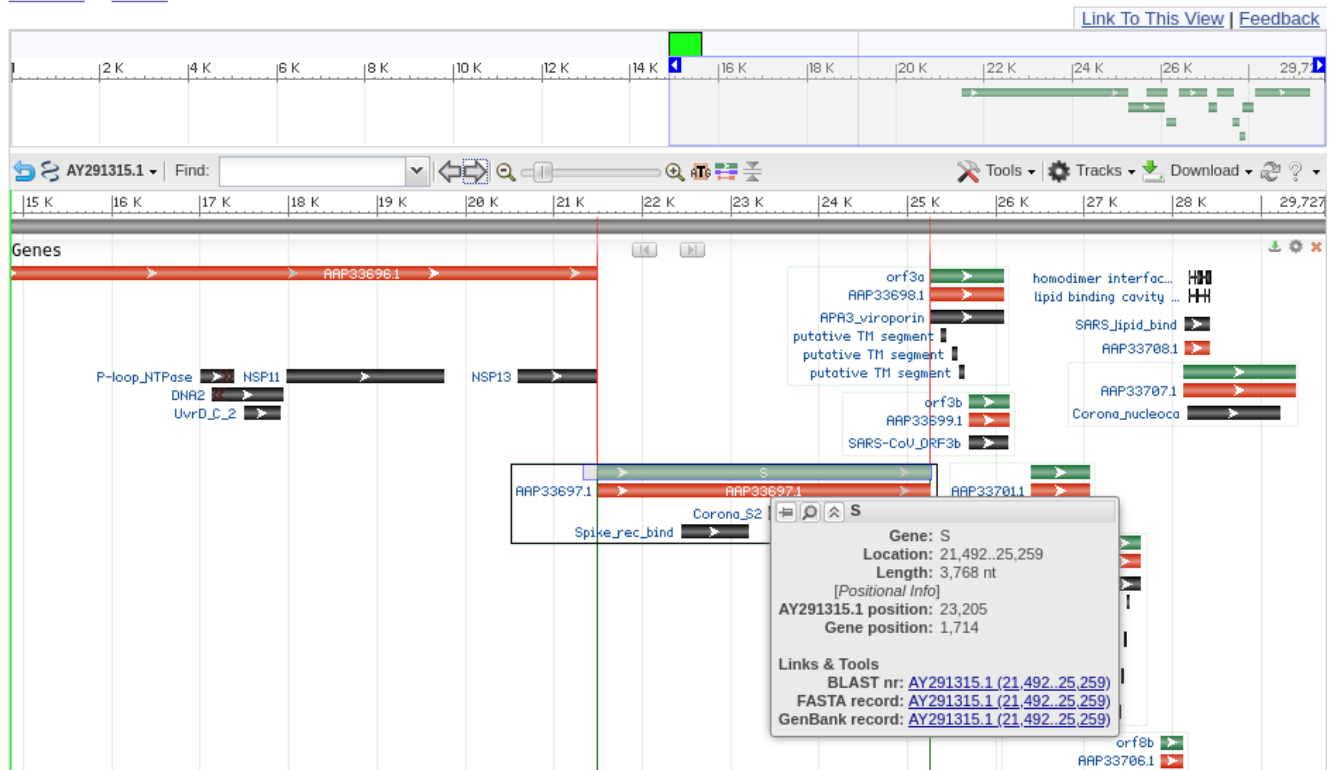 Link To This View | Feedback
2 K 4 K 6 K 8 K 10 K 12 K 14 K 16 K 18 K 20 K 22 K 24 K 26 K 29,7
AY291315.1 Find: Tools Tracks Download ?
15 K 16 K 17 K 18 K 19 K 20 K 21 K 22 K 23 K 24 K 25 K 26 K 27 K 28 K 29,727
Genes
AAP33696.1
orf3a
AAP33698.1
APA3_viroporin
putative TM segment
putative TM segment
putative TM segment
homodimer interfac...
lipid binding cavity ...
SARS_lipid_bind
AAP33708.1
P-loop_NTPase NSP11 NSP13
DNA2
UvrD_C_2
AAP33707.1
Corona_nucleoca
orf3b
AAP33699.1
SARS-CoV_ORF3b
S
AAP33697.1 AAP33697.1
Corona_S2
Spike_rec_bind
AAP33701.1
S
Gene: S
Location: 21,492..25,259
Length: 3,768 nt
[Positional Info]
AY291315.1 position: 23,205
Gene position: 1,714
Links & Tools
BLAST nr: AY291315.1 (21,492..25,259)
FASTA record: AY291315.1 (21,492..25,259)
GenBank record: AY291315.1 (21,492..25,259)
orf8b
AAP33706.1